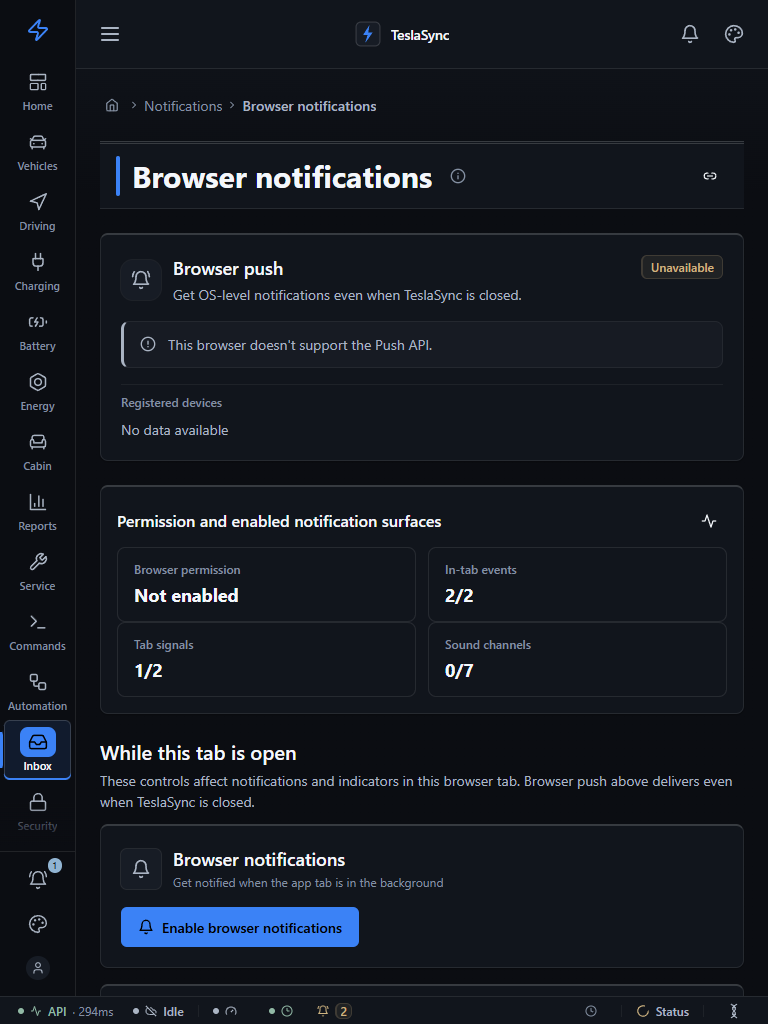 TeslaSync
Home
Vehicles
Driving
Charging
Battery
Energy
Cabin
Reports
Service
Commands
Automation
Inbox
Security
1
Notifications
Browser notifications
Browser notifications
Browser push
Unavailable
Get OS-level notifications even when TeslaSync is closed.
This browser doesn't support the Push API.
Registered devices
No data available
Permission and enabled notification surfaces
Browser permission
Not enabled
In-tab events
2/2
Tab signals
1/2
Sound channels
0/7
While this tab is open
These controls affect notifications and indicators in this browser tab. Browser push above delivers even
when TeslaSync is closed.
Browser notifications
Get notified when the app tab is in the background
Enable browser notifications
API · 294ms
Idle
2
Status